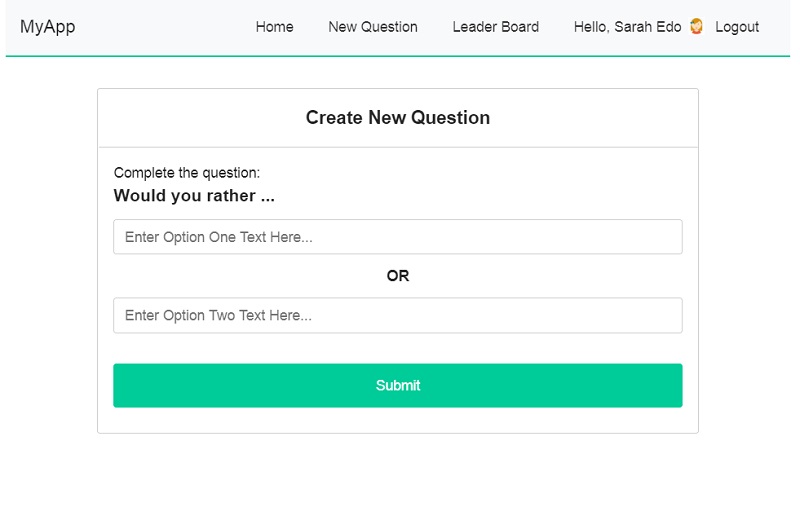 MyApp Home New Question Leader Board Hello, Sarah Edo Logout
Create New Question
Complete the question:
Would you rather ...
Enter Option One Text Here...
OR
Enter Option Two Text Here...
Submit